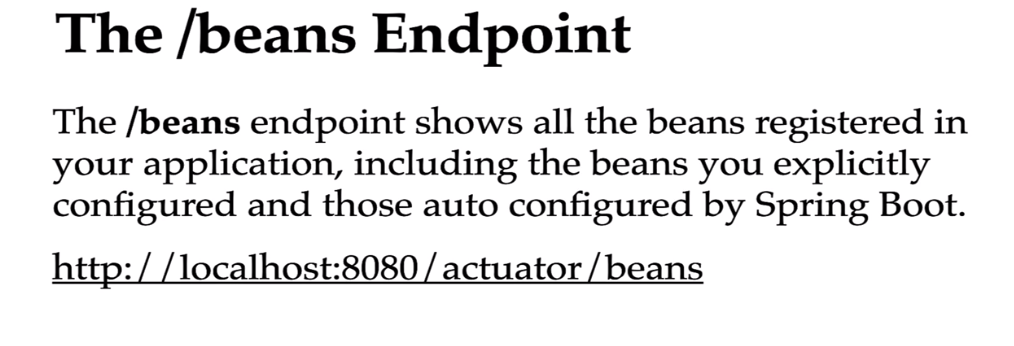 The /beans Endpoint
The /beans endpoint shows all the beans registered in
your application, including the beans you explicitly
configured and those auto configured by Spring Boot.
http://localhost:8080/actuator/beans